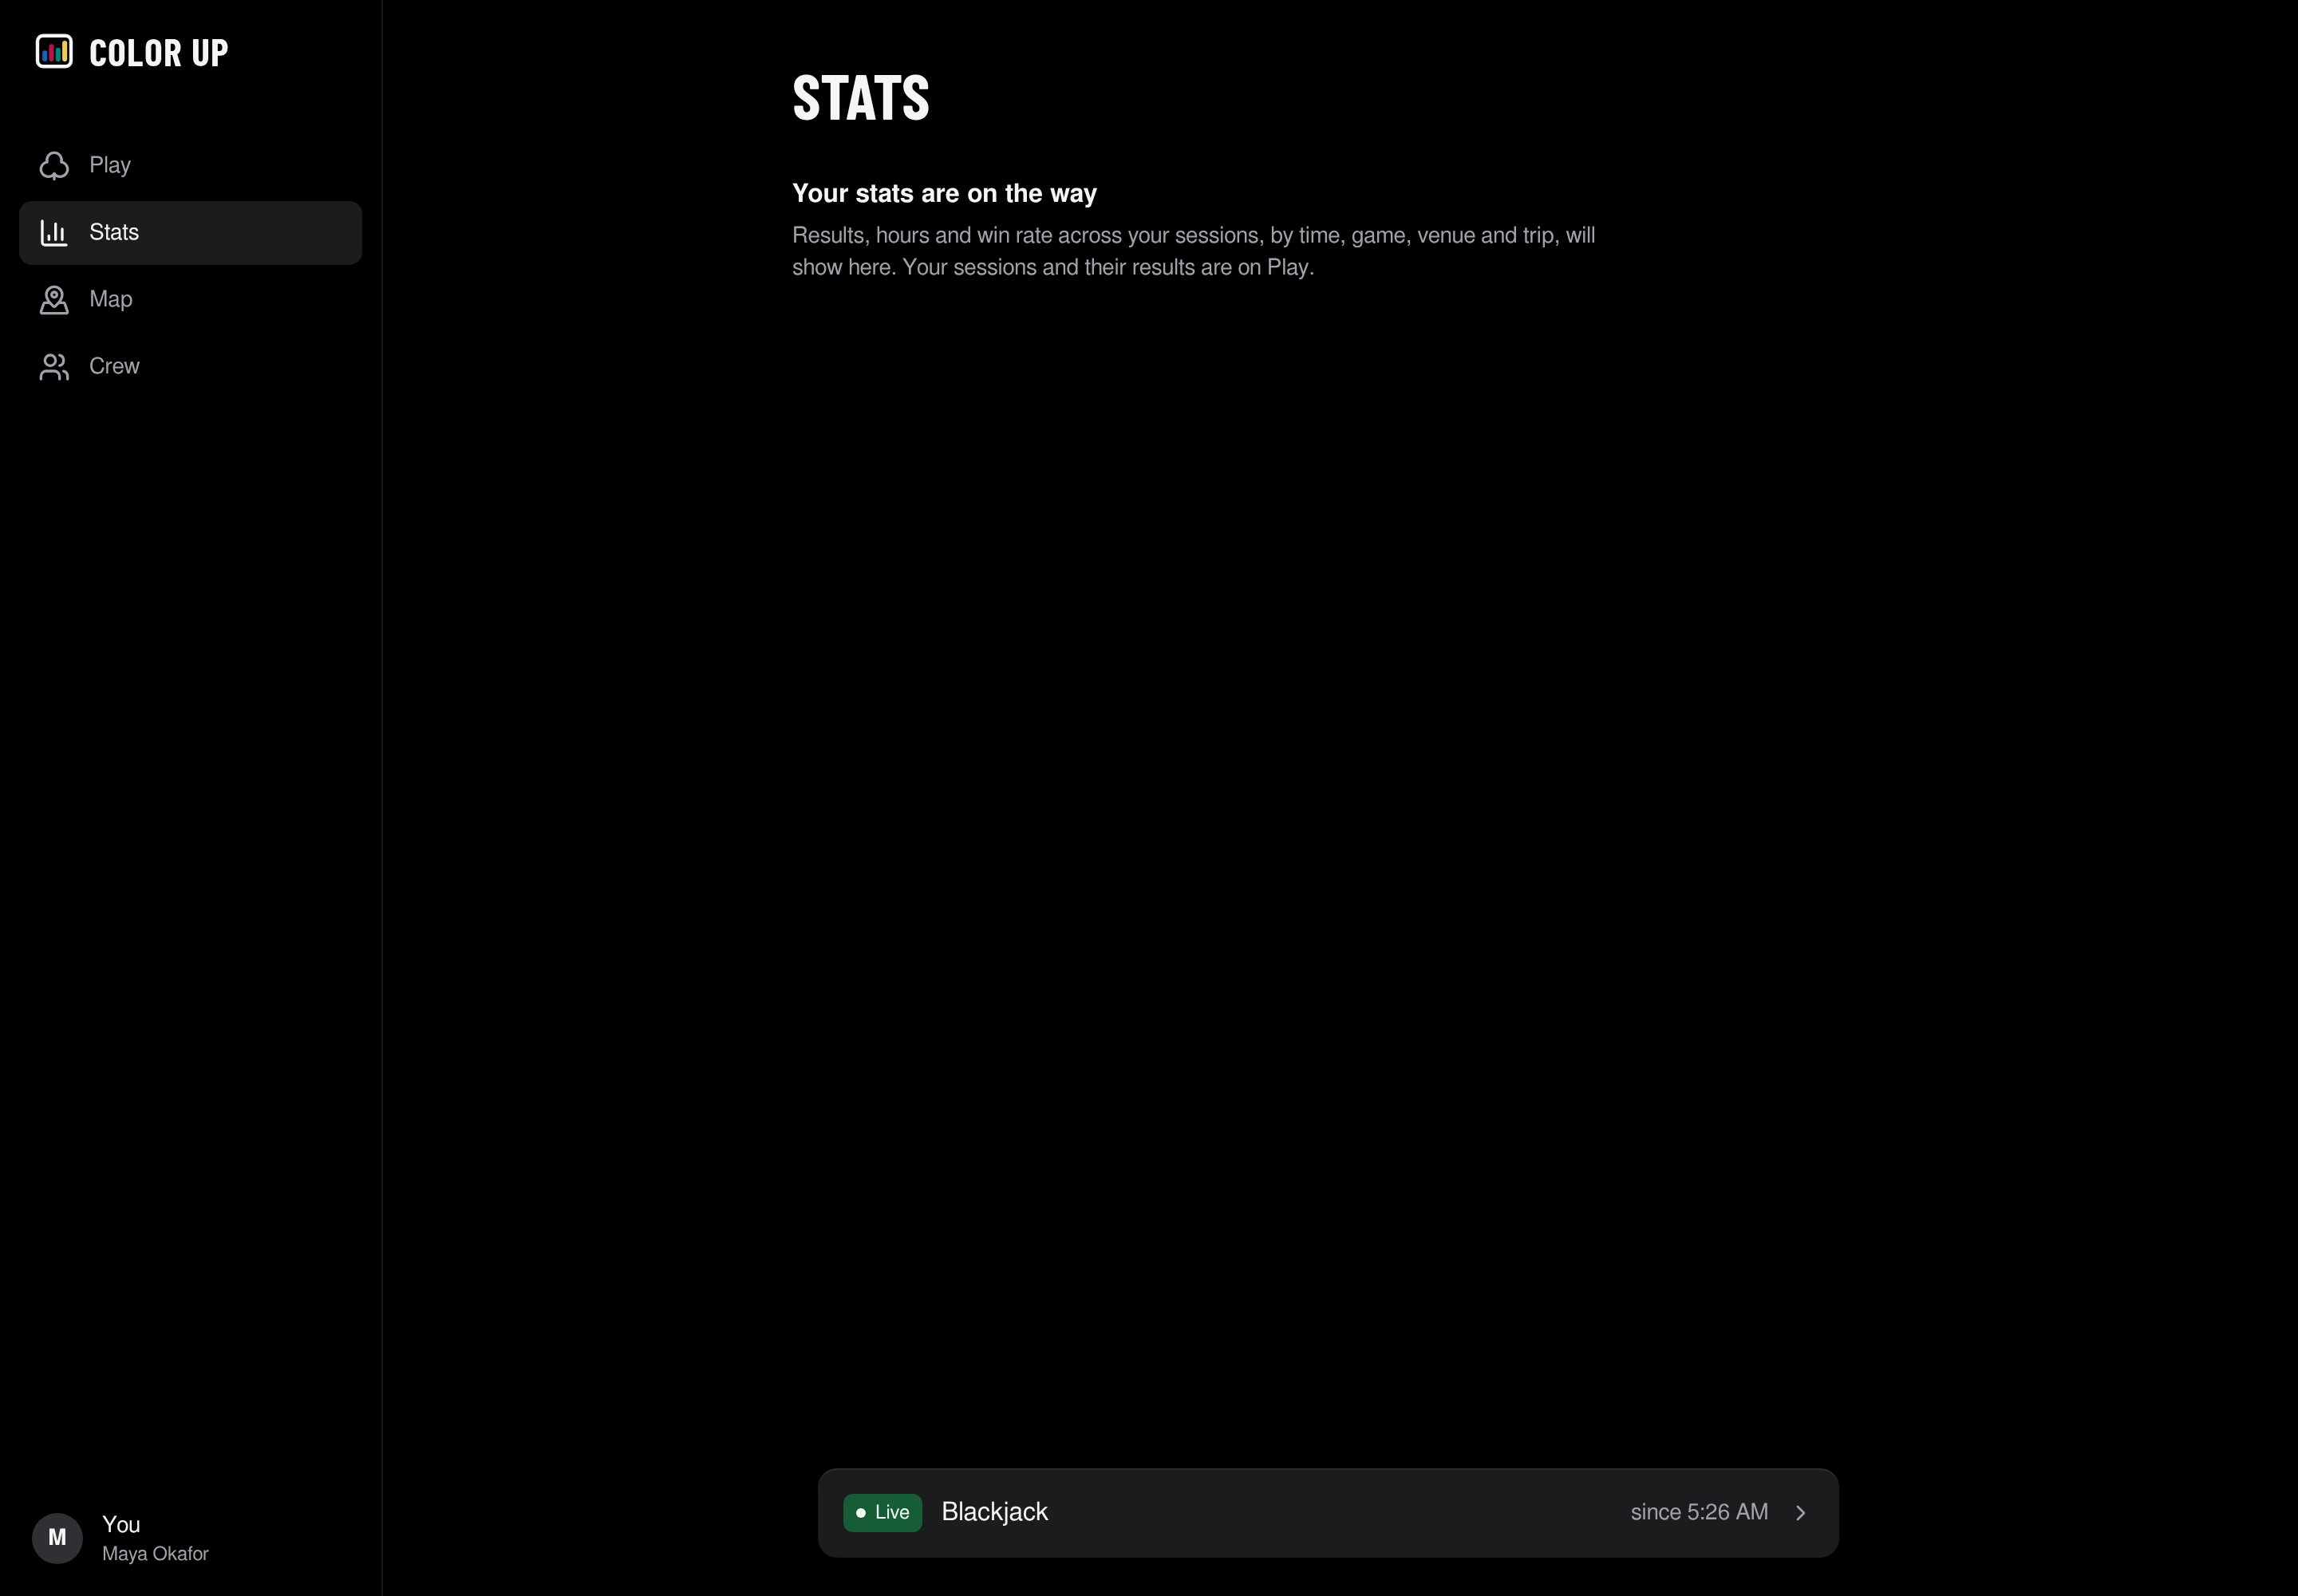 COLOR UP
Play
Stats
Map
Crew
STATS
Your stats are on the way
Results, hours and win rate across your sessions, by time, game, venue and trip, will
show here. Your sessions and their results are on Play.
Live
Blackjack
since 5:26 AM
M
You
Maya Okafor